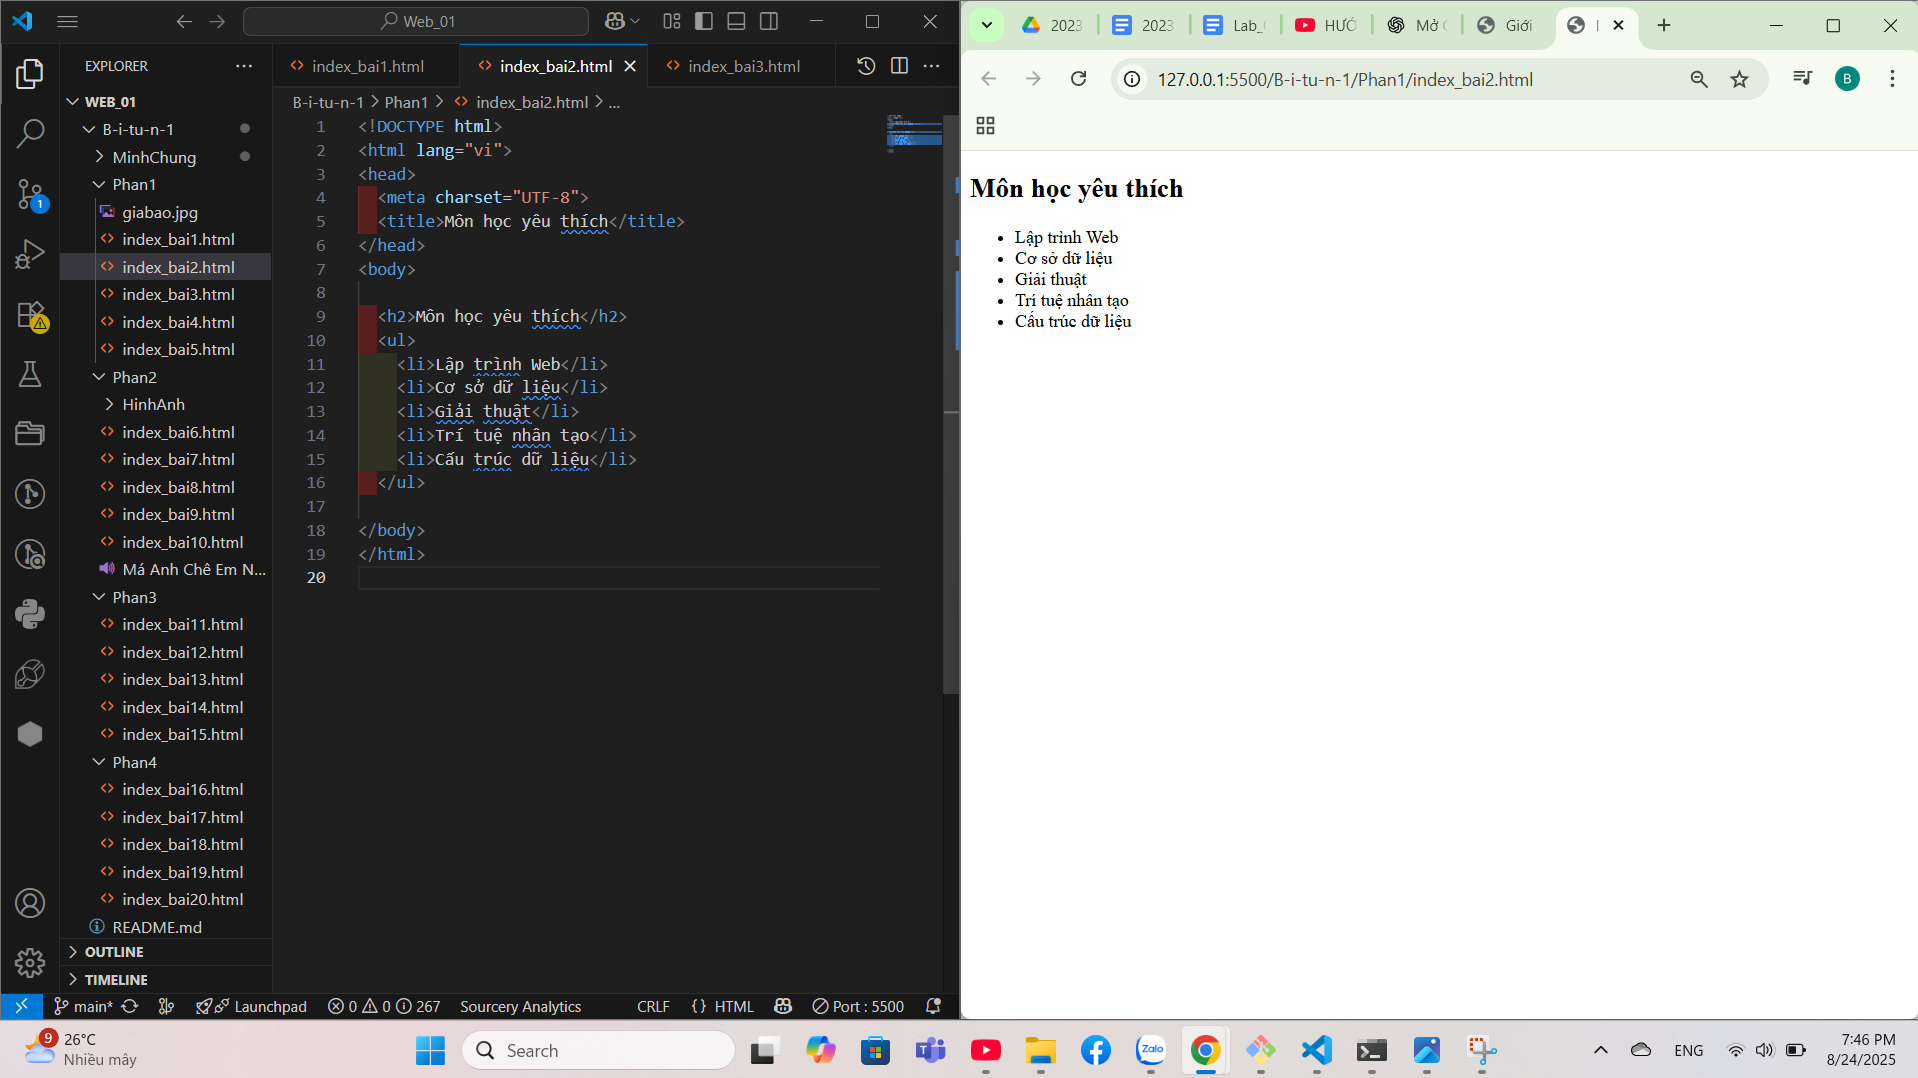 Web_01
EXPLORER
WEB_01
B-i-tu-n-1
MinhChung
Phan1
giabao.jpg
index_bai1.html
index_bai2.html
index_bai3.html
index_bai4.html
index_bai5.html
Phan2
HinhAnh
index_bai6.html
index_bai7.html
index_bai8.html
index_bai9.html
index_bai10.html
Má Anh Chê Em N...
Phan3
index_bai11.html
index_bai12.html
index_bai13.html
index_bai14.html
index_bai15.html
Phan4
index_bai16.html
index_bai17.html
index_bai18.html
index_bai19.html
index_bai20.html
README.md
OUTLINE
TIMELINE
1
index_bai1.html
index_bai2.html
index_bai3.html
B-i-tu-n-1 > Phan1 > index_bai2.html > ...
1 <!DOCTYPE html>
2 <html lang="vi">
3 <head>
4 <meta charset="UTF-8">
5 <title>Môn học yêu thích</title>
6 </head>
7 <body>
8
9 <h2>Môn học yêu thích</h2>
10 <ul>
11 <li>Lập trình Web</li>
12 <li>Cơ sở dữ liệu</li>
13 <li>Giải thuật</li>
14 <li>Trí tuệ nhân tạo</li>
15 <li>Cấu trúc dữ liệu</li>
16 </ul>
17
18 </body>
19 </html>
20
main* Launchpad 0 0 267 Sourcery Analytics CRLF {} HTML Port : 5500
2023
2023
Lab_
HƯỚ
Mở
Giới
127.0.0.1:5500/B-i-tu-n-1/Phan1/index_bai2.html
B
Môn học yêu thích
• Lập trình Web
• Cơ sở dữ liệu
• Giải thuật
• Trí tuệ nhân tạo
• Cấu trúc dữ liệu
9
26°C
Nhiều mây
Search
Zalo
ENG
7:46 PM
8/24/2025